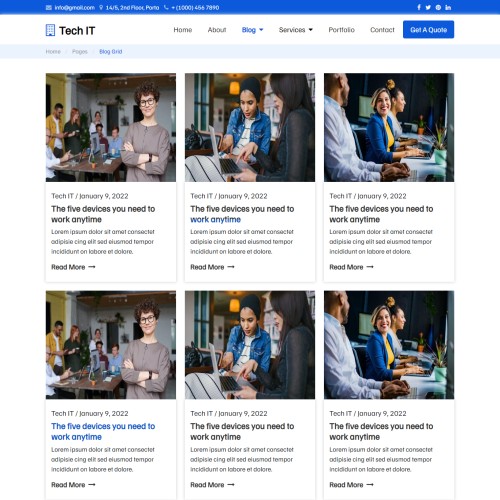 info@gmail.com 14/5, 2nd Floor, Porto + (1000) 456 7890
Tech IT Home About Blog Services Portfolio Contact Get A Quote
Home Pages Blog Grid
Tech IT / January 9, 2022
The five devices you need to
work anytime
Lorem ipsum dolor sit amet consectet
adipisie cing elit sed eiusmod tempor
incididunt on labore et dolore.
Read More →
Tech IT / January 9, 2022
The five devices you need to
work anytime
Lorem ipsum dolor sit amet consectet
adipisie cing elit sed eiusmod tempor
incididunt on labore et dolore.
Read More →
Tech IT / January 9, 2022
The five devices you need to
work anytime
Lorem ipsum dolor sit amet consectet
adipisie cing elit sed eiusmod tempor
incididunt on labore et dolore.
Read More →
Tech IT / January 9, 2022
The five devices you need to
work anytime
Lorem ipsum dolor sit amet consectet
adipisie cing elit sed eiusmod tempor
incididunt on labore et dolore.
Read More →
Tech IT / January 9, 2022
The five devices you need to
work anytime
Lorem ipsum dolor sit amet consectet
adipisie cing elit sed eiusmod tempor
incididunt on labore et dolore.
Read More →
Tech IT / January 9, 2022
The five devices you need to
work anytime
Lorem ipsum dolor sit amet consectet
adipisie cing elit sed eiusmod tempor
incididunt on labore et dolore.
Read More →